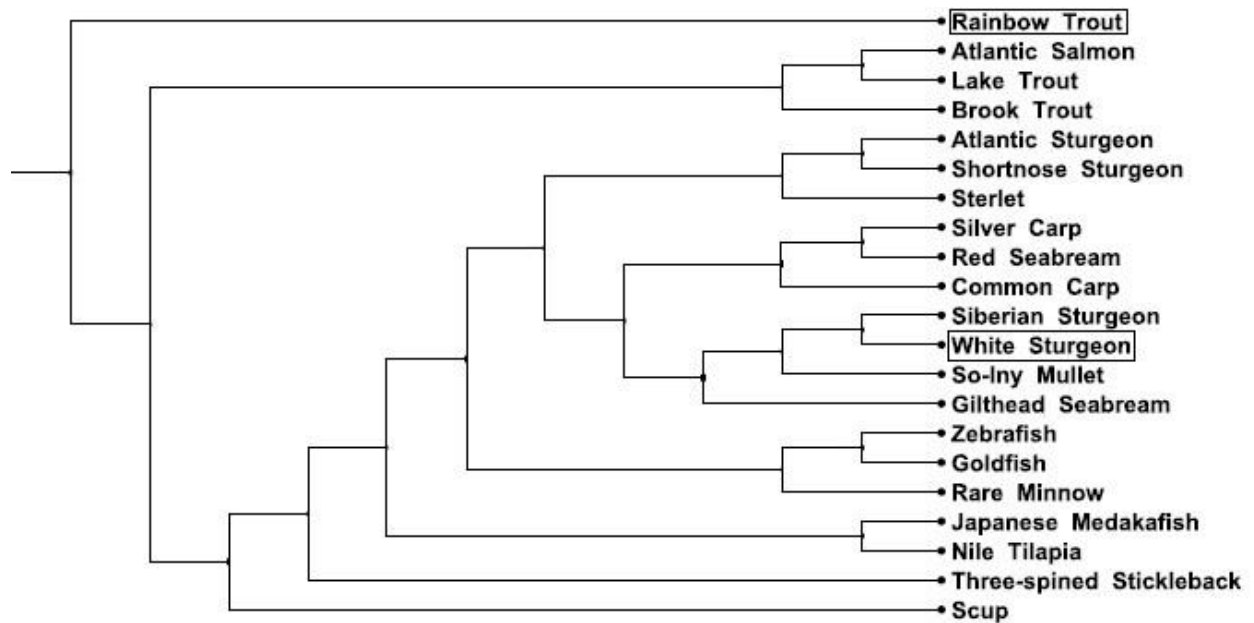 Rainbow Trout
Atlantic Salmon
Lake Trout
Brook Trout
Atlantic Sturgeon
Shortnose Sturgeon
Sterlet
Silver Carp
Red Seabream
Common Carp
Siberian Sturgeon
White Sturgeon
So-Iny Mullet
Gilthead Seabream
Zebrafish
Goldfish
Rare Minnow
Japanese Medakafish
Nile Tilapia
Three-spined Stickleback
Scup